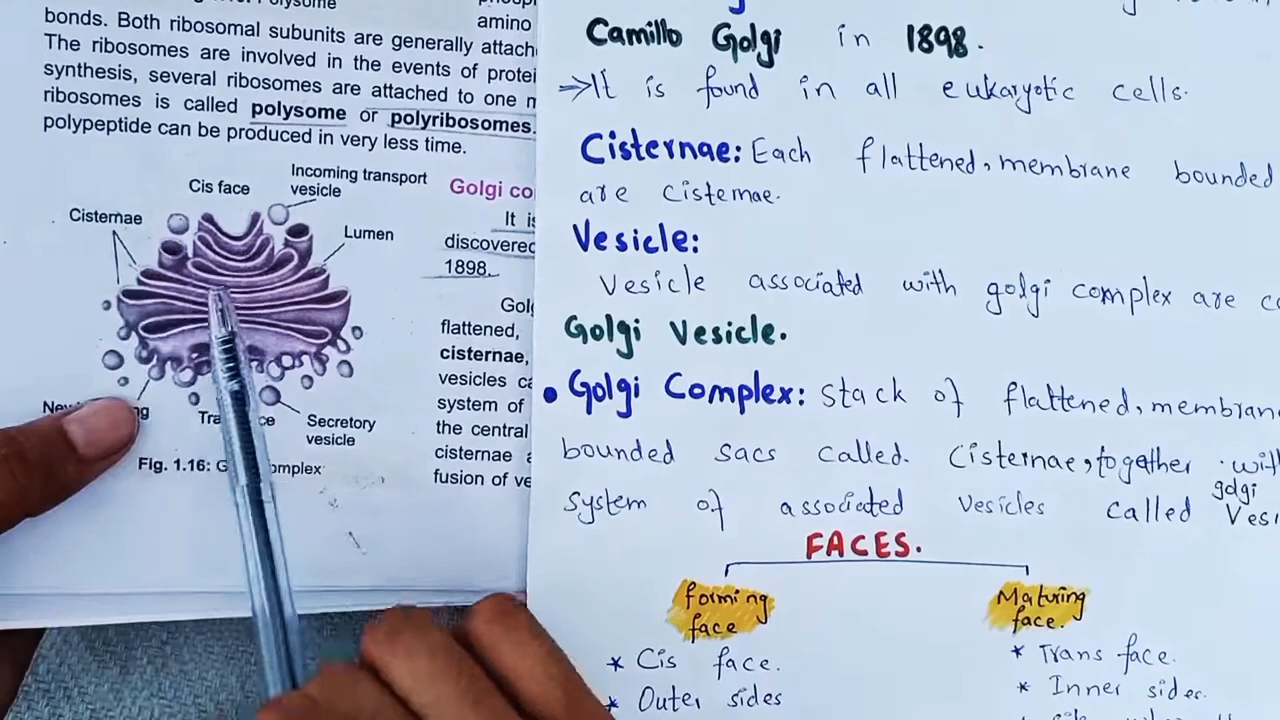 Polysome
amino
bonds. Both ribosomal subunits are generally attach
The ribosomes are involved in the events of protei
synthesis, several ribosomes are attached to one m
ribosomes is called polysome or polyribosomes.
polypeptide can be produced in very less time.
Cis face
Incoming transport
vesicle
Cisternae
Lumen
Golgi co
It is
discovered
1898.
Golg
flattened,
cisternae,
vesicles ca
system of
the central
cisternae
fusion of ve
Secretory
vesicle
Fig. 1.16: G omplex
Camillo Golgi in 1898.
⇒It is found in all eukaryotic cells.
Cisternae: Each flattened, membrane bounded
are cisternae.
Vesicle:
Vesicle associated with golgi complex are
Golgi Vesicle.
• Golgi Complex: stack of flattened, membrane
bounded sacs called. Cisternae, together with
system of associated vesicles called golgi Vesi
FACES.
forming
face
Maturing
face.
* Cis face.
* Outer sides
* Trans face.
* Inner sides.